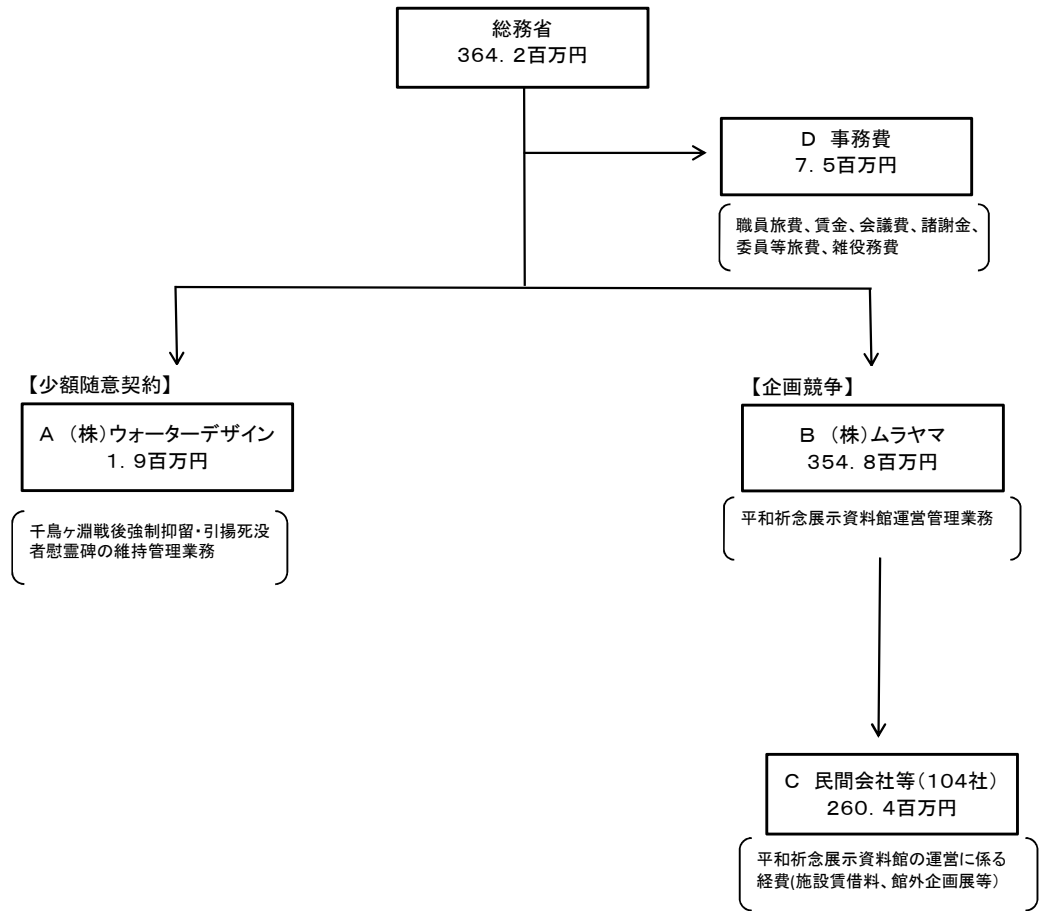 総務省
364．2百万円
D　事務費
7．5百万円
職員旅費、賃金、会議費、諸謝金、
委員等旅費、雑役務費
【少額随意契約】
A　（株）ウォーターデザイン
1．9百万円
千鳥ヶ淵戦後強制抑留・引揚死没
者慰霊碑の維持管理業務
【企画競争】
B　（株）ムラヤマ
354．8百万円
平和祈念展示資料館運営管理業務
C　民間会社等（104社）
260．4百万円
平和祈念展示資料館の運営に係る
経費(施設賃借料、館外企画展等）